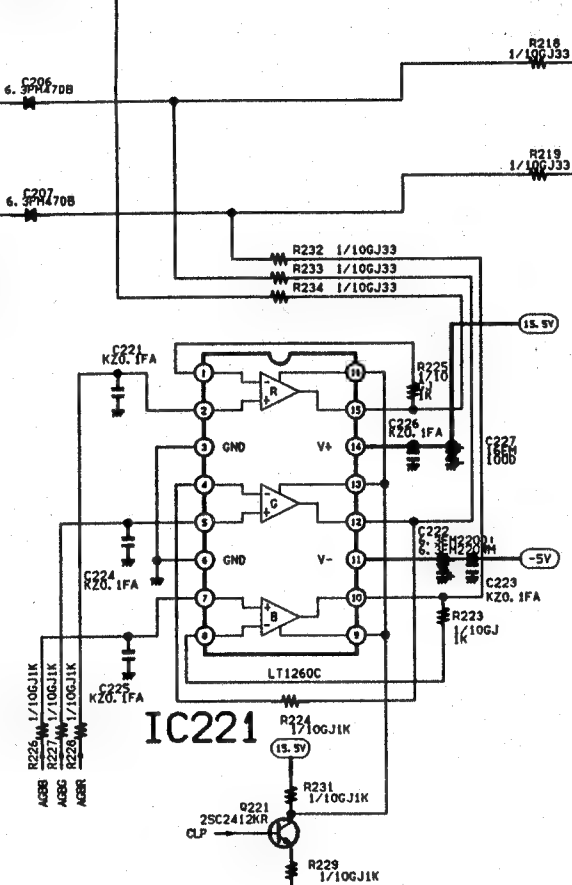 R218
1/10GJ33
C206
6.3PM470B
R219
1/10GJ33
C207
6.3PM470B
R232 1/10GJ33
R233 1/10GJ33
R234 1/10GJ33
15.5V
C221
KZ0.1FA
R225
1/10
GJ
1K
1
2
3
4
5
6
7
8
16
15
14
13
12
11
10
9
R
G
B
GND
V+
GND
V-
C226
KZ0.1FA
C227
16EM
100D
C222
C223
KZ0.1FA
-5V
C224
KZ0.1FA
R223
1/10GJ
1K
C225
KZ0.1FA
LT1260C
IC221
R224
1/10GJ1K
R226 1/10GJ1K
R227 1/10GJ1K
R228 1/10GJ1K
AGBB
AGBG
AGBR
15.5V
R231
1/10GJ1K
Q221
2SC2412KR
CLP
R229
1/10GJ1K